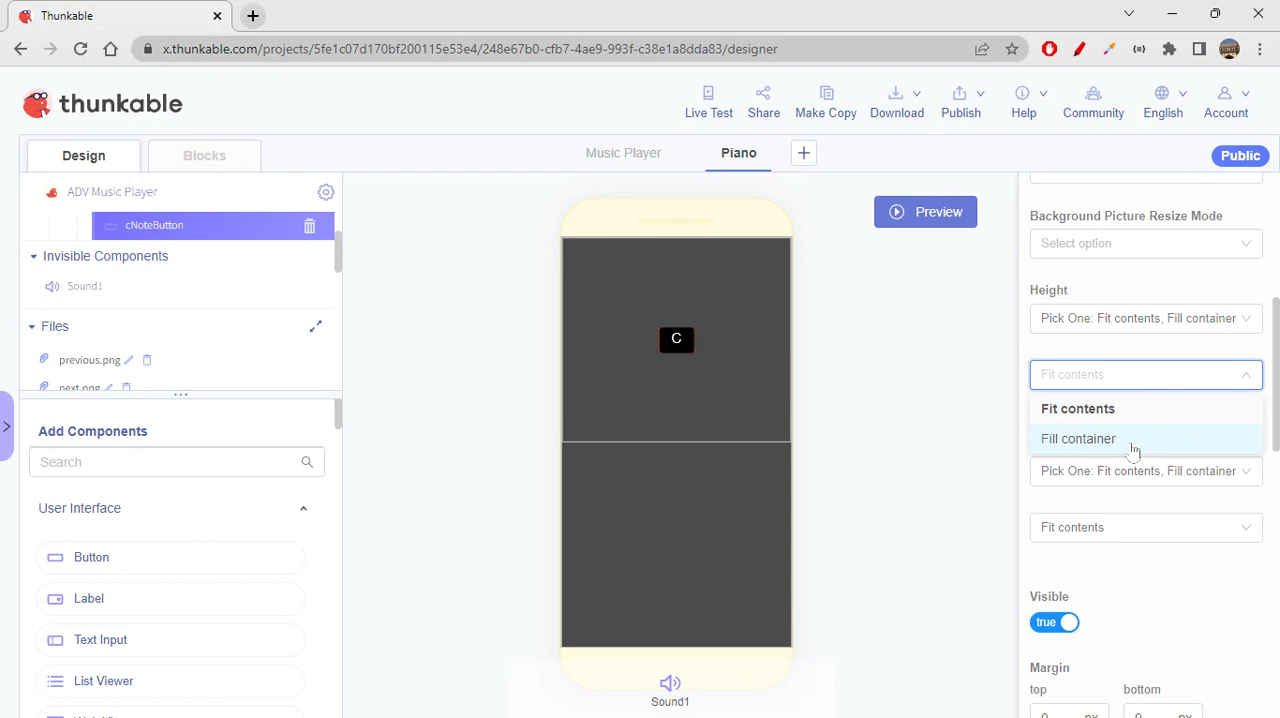 Thunkable
x.thunkable.com/projects/5fe1c07d170bf200115e53e4/248e67b0-cfb7-4ae9-993f-c38e1a8dda83/designer
thunkable
Live Test
Share
Make Copy
Download
Publish
Help
Community
English
Account
Design
Blocks
Music Player
Piano
Public
ADV Music Player
cNoteButton
Invisible Components
Sound1
Files
previous.png
next.png
Add Components
Search
User Interface
Button
Label
Text Input
List Viewer
Preview
C
Sound1
Background Picture Resize Mode
Select option
Height
Pick One: Fit contents, Fill container
Fit contents
Fit contents
Fill container
Pick One: Fit contents, Fill container
Fit contents
Visible
true
Margin
top bottom
0 px 0 px